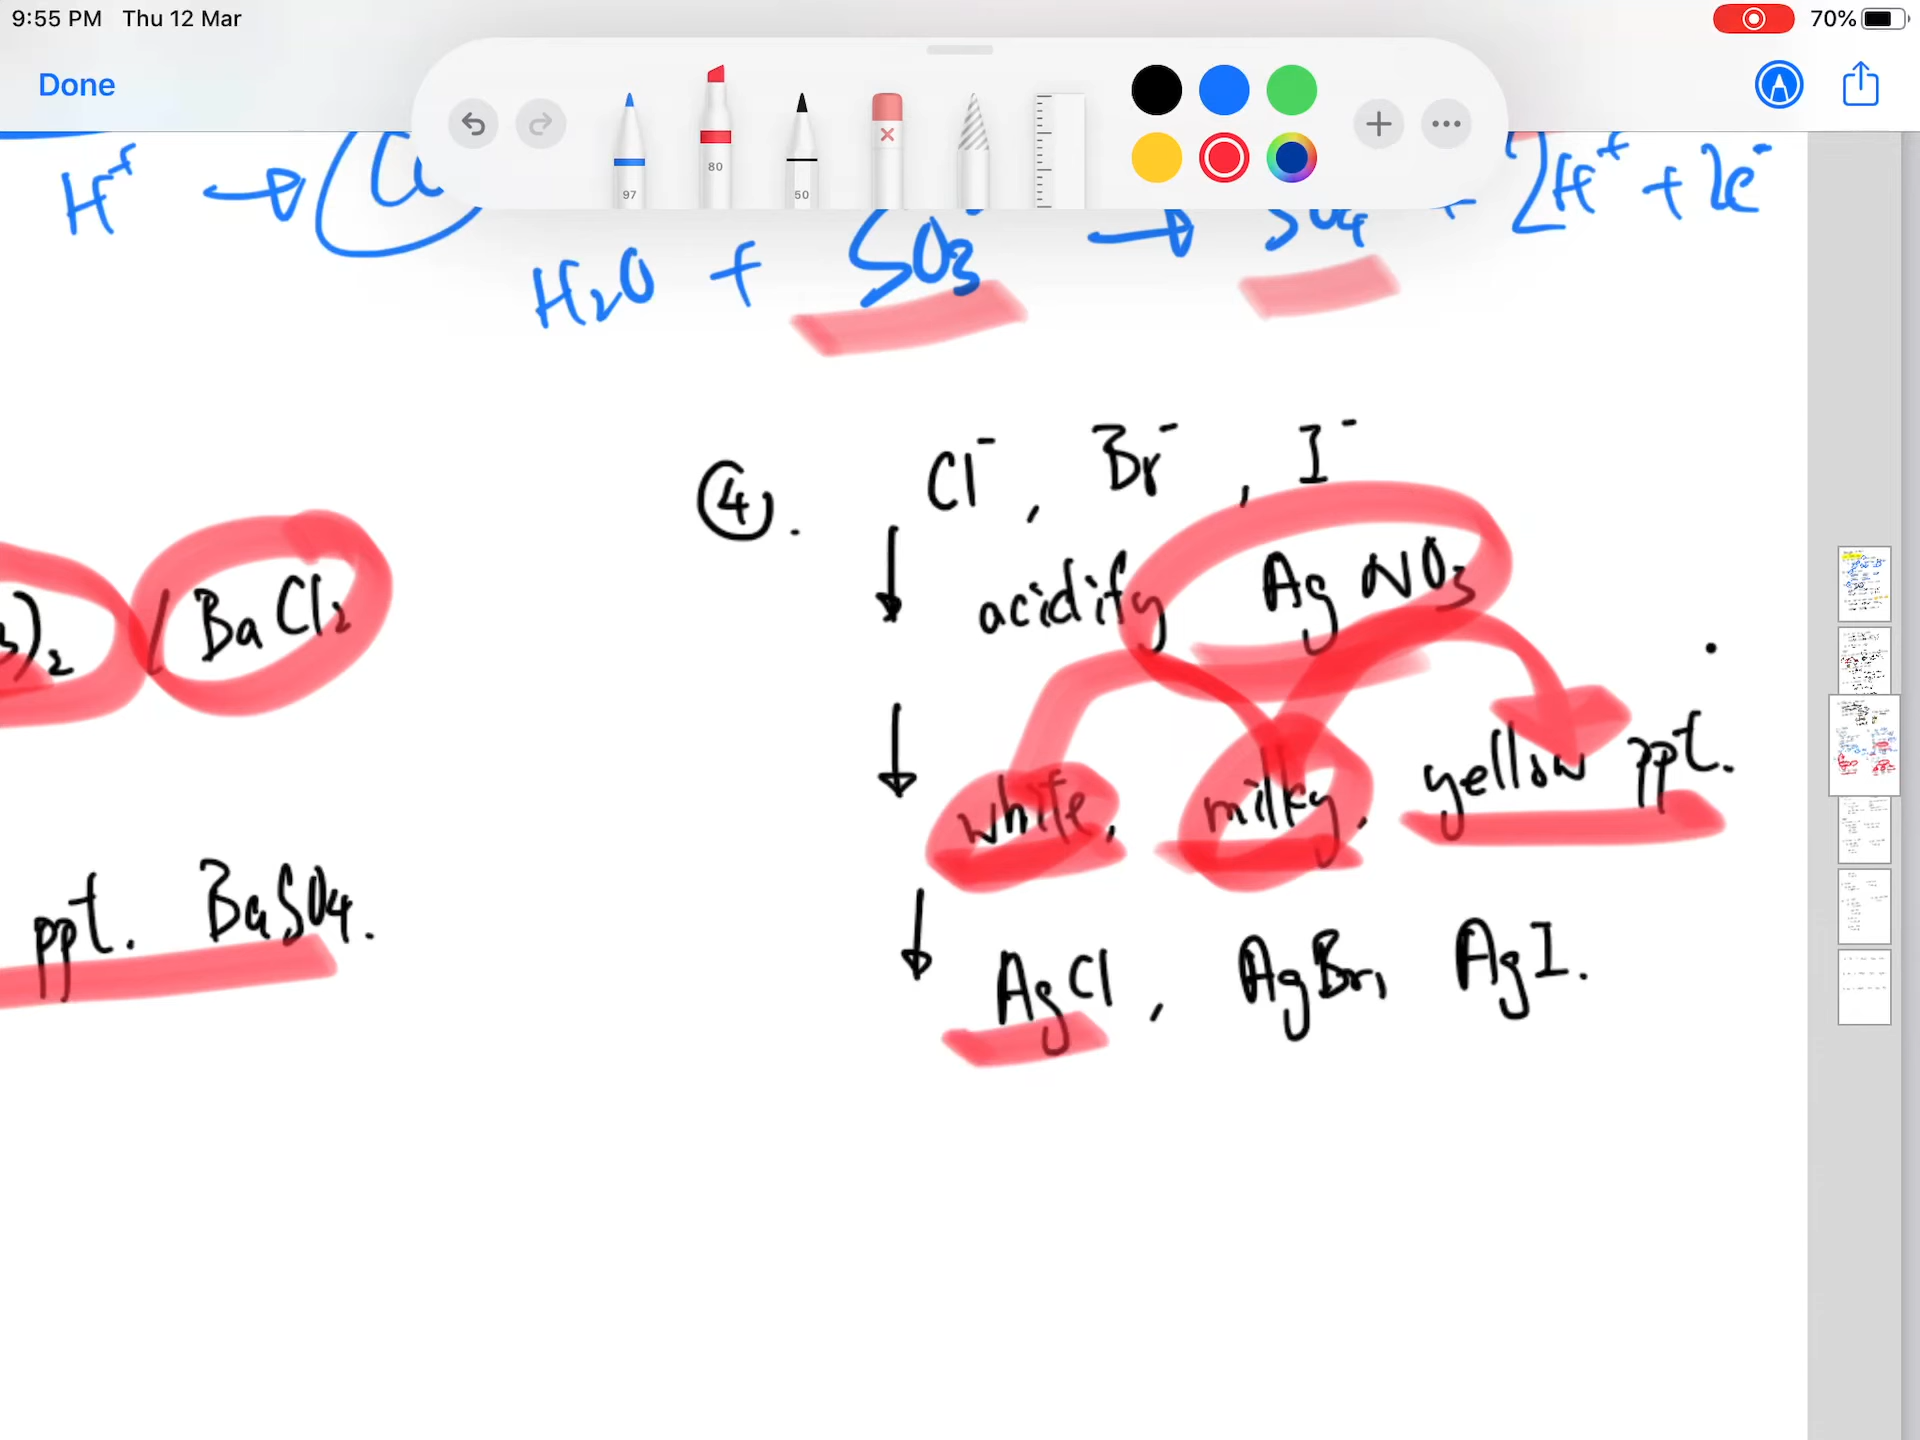 9:55 PM Thu 12 Mar
70%
Done
97
80
50
H⁺ →
2H⁺ + 2e⁻
H₂O + SO₃ → SO₄ +
④. Cl⁻, Br⁻, I⁻
↓ acidify AgNO₃
)₂ / BaCl₂
↓ white, milky, yellow ppt.
ppt. BaSO₄.
↓ AgCl, AgBr, AgI.